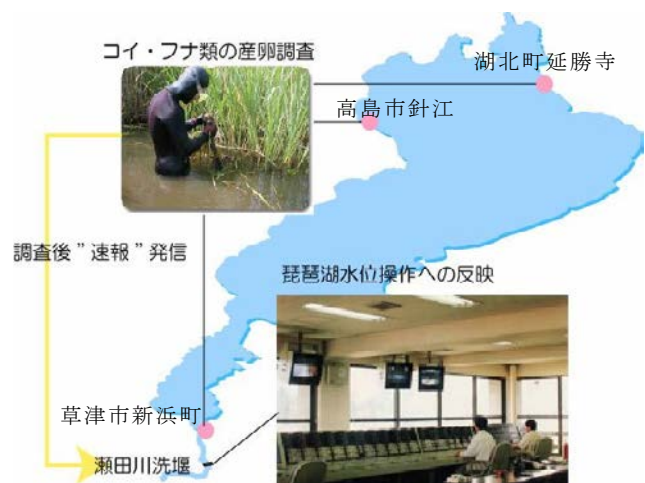 コイ・フナ類の産卵調査
湖北町延勝寺
高島市針江
調査後”速報”発信
琵琶湖水位操作への反映
草津市新浜町
瀬田川洗堰